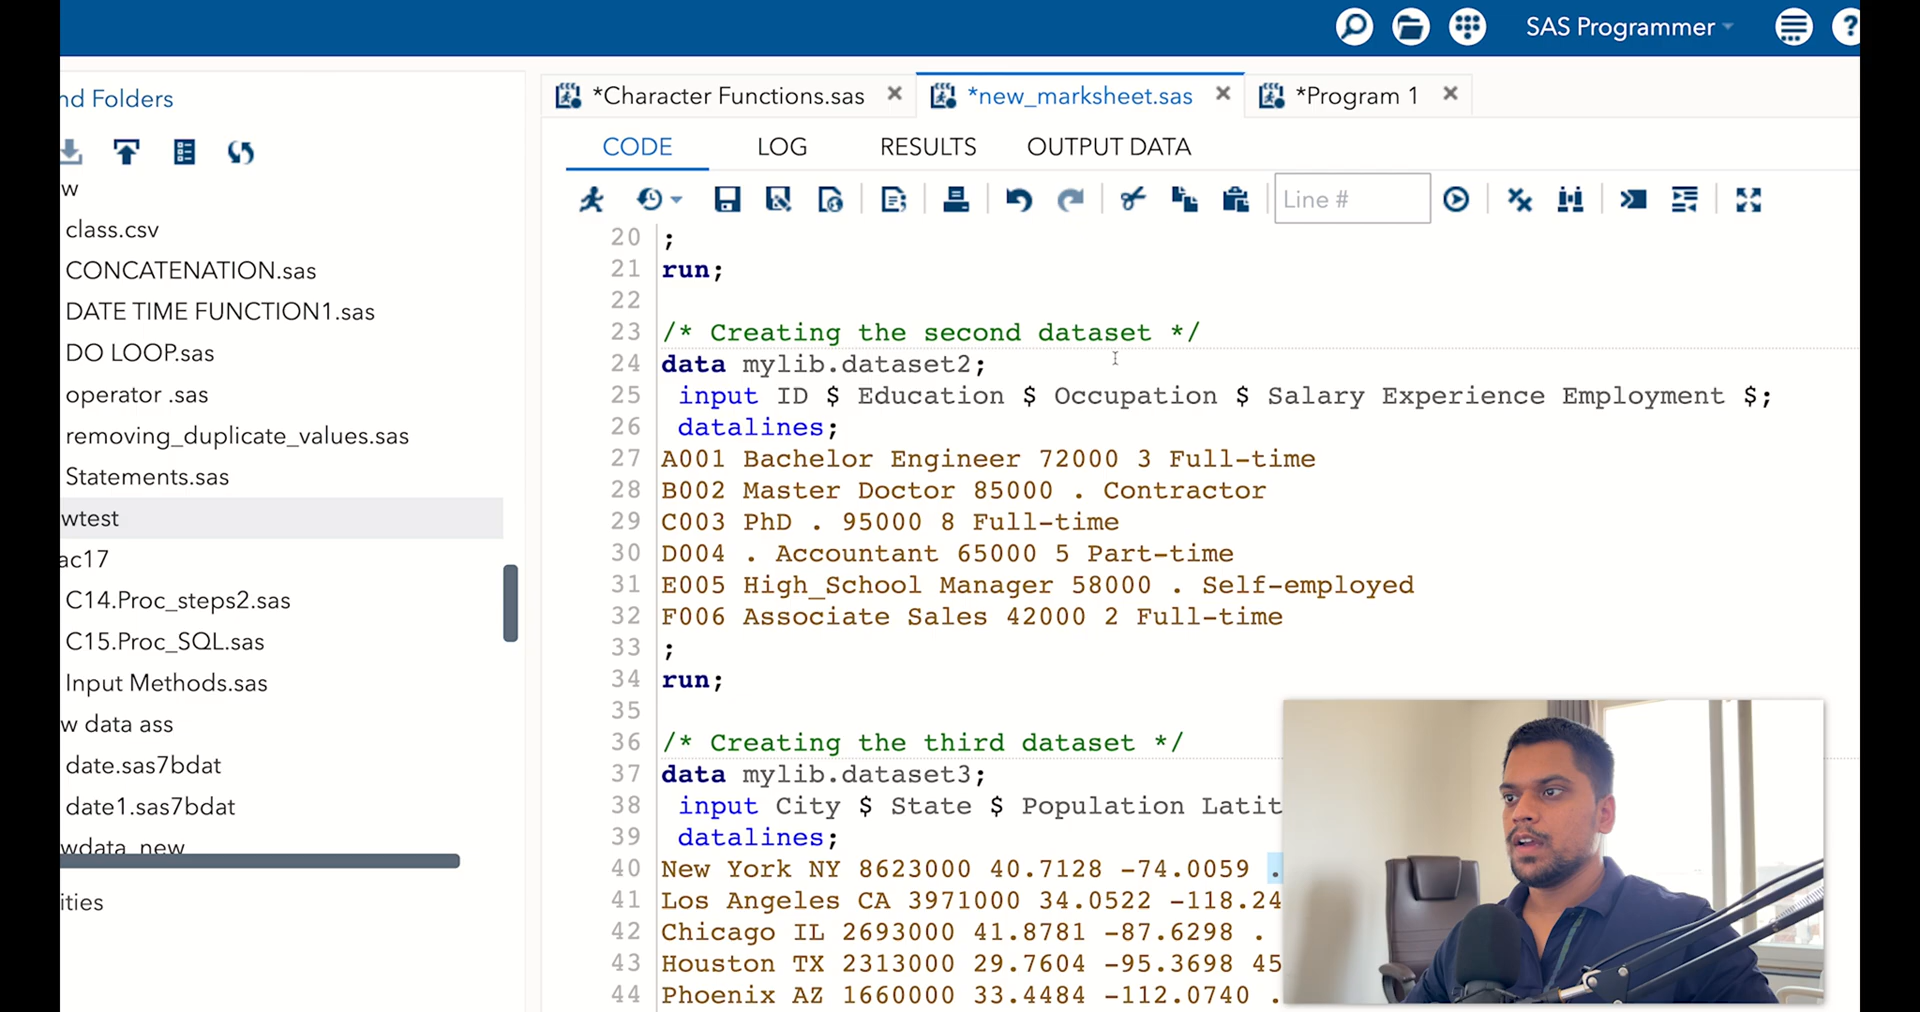 SAS Programmer
?
nd Folders
w
class.csv
CONCATENATION.sas
DATE TIME FUNCTION1.sas
DO LOOP.sas
operator .sas
removing_duplicate_values.sas
Statements.sas
wtest
ac17
C14.Proc_steps2.sas
C15.Proc_SQL.sas
Input Methods.sas
w data ass
date.sas7bdat
date1.sas7bdat
wdata_new
ities
*Character Functions.sas
*new_marksheet.sas
*Program 1
CODE LOG RESULTS OUTPUT DATA
Line #
20 ;
21 run;
22
23 /* Creating the second dataset */
24 data mylib.dataset2;
25 input ID $ Education $ Occupation $ Salary Experience Employment $;
26 datalines;
27 A001 Bachelor Engineer 72000 3 Full-time
28 B002 Master Doctor 85000 . Contractor
29 C003 PhD . 95000 8 Full-time
30 D004 . Accountant 65000 5 Part-time
31 E005 High_School Manager 58000 . Self-employed
32 F006 Associate Sales 42000 2 Full-time
33 ;
34 run;
35
36 /* Creating the third dataset */
37 data mylib.dataset3;
38 input City $ State $ Population Latit
39 datalines;
40 New York NY 8623000 40.7128 -74.0059 .
41 Los Angeles CA 3971000 34.0522 -118.24
42 Chicago IL 2693000 41.8781 -87.6298 .
43 Houston TX 2313000 29.7604 -95.3698 45
44 Phoenix AZ 1660000 33.4484 -112.0740 .